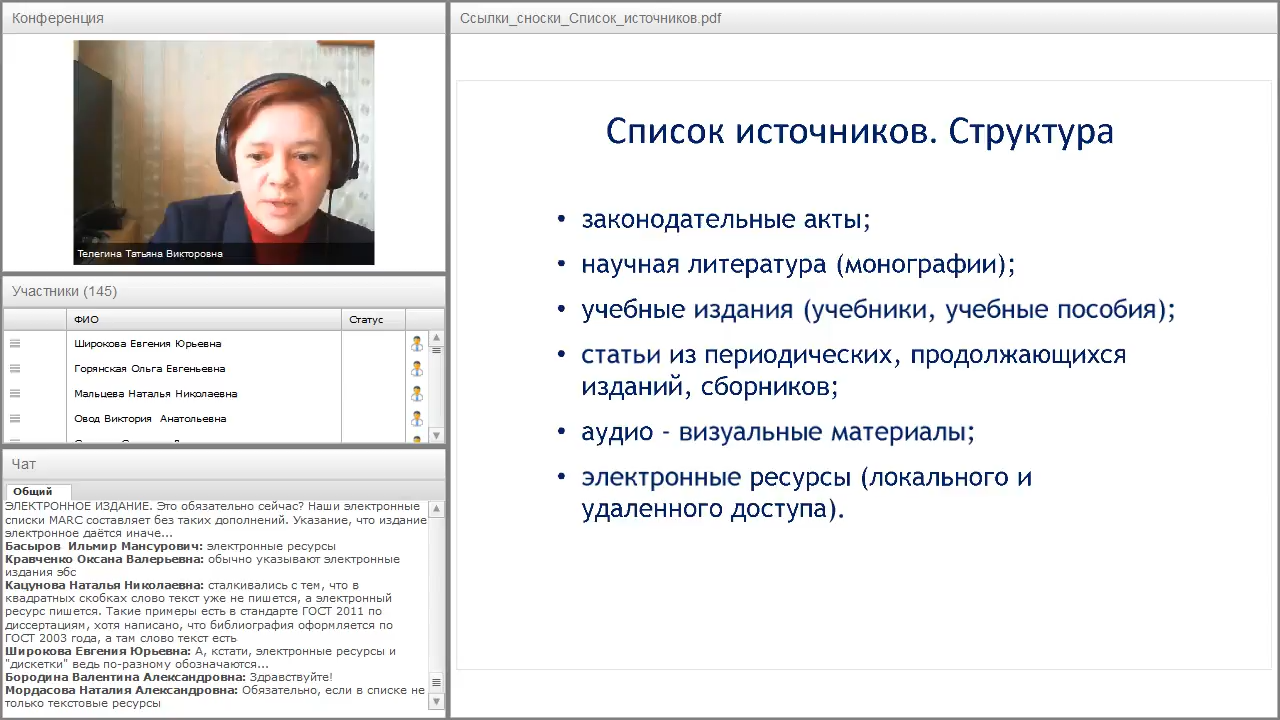 Конференция
Телегина Татьяна Викторовна
Участники (145)
ФИО
Статус
Широкова Евгения Юрьевна
Горянская Ольга Евгеньевна
Мальцева Наталья Николаевна
Овод Виктория Анатольевна
Чат
Общий
ЭЛЕКТРОННОЕ ИЗДАНИЕ. Это обязательно сейчас? Наши электронные
списки MARC составляет без таких дополнений. Указание, что издание
электронное даётся иначе...
Басыров Ильмир Мансурович: электронные ресурсы
Кравченко Оксана Валерьевна: обычно указывают электронные
издания эбс
Кацунова Наталья Николаевна: сталкивались с тем, что в
квадратных скобках слово текст уже не пишется, а электронный
ресурс пишется. Такие примеры есть в стандарте ГОСТ 2011 по
диссертациям, хотя написано, что библиография оформляется по
ГОСТ 2003 года, а там слово текст есть
Широкова Евгения Юрьевна: А, кстати, электронные ресурсы и
"дискетки" ведь по-разному обозначаются...
Бородина Валентина Александровна: Здравствуйте!
Мордасова Наталия Александровна: Обязательно, если в списке не
только текстовые ресурсы
Ссылки_сноски_Список_источников.pdf
Список источников. Структура
• законодательные акты;
• научная литература (монографии);
• учебные издания (учебники, учебные пособия);
• статьи из периодических, продолжающихся
изданий, сборников;
• аудио - визуальные материалы;
• электронные ресурсы (локального и
удаленного доступа).